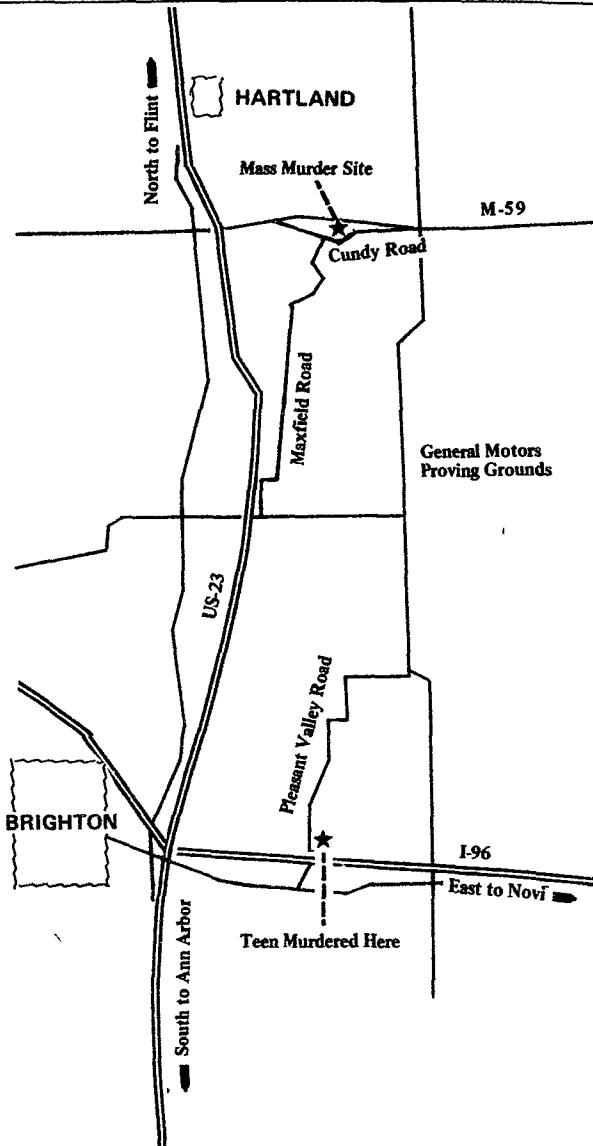 North to Flint
HARTLAND
Mass Murder Site
M-59
Cundy Road
Maxfield Road
General Motors
Proving Grounds
US-23
Pleasant Valley Road
BRIGHTON
I-96
East to Novi
Teen Murdered Here
South to Ann Arbor